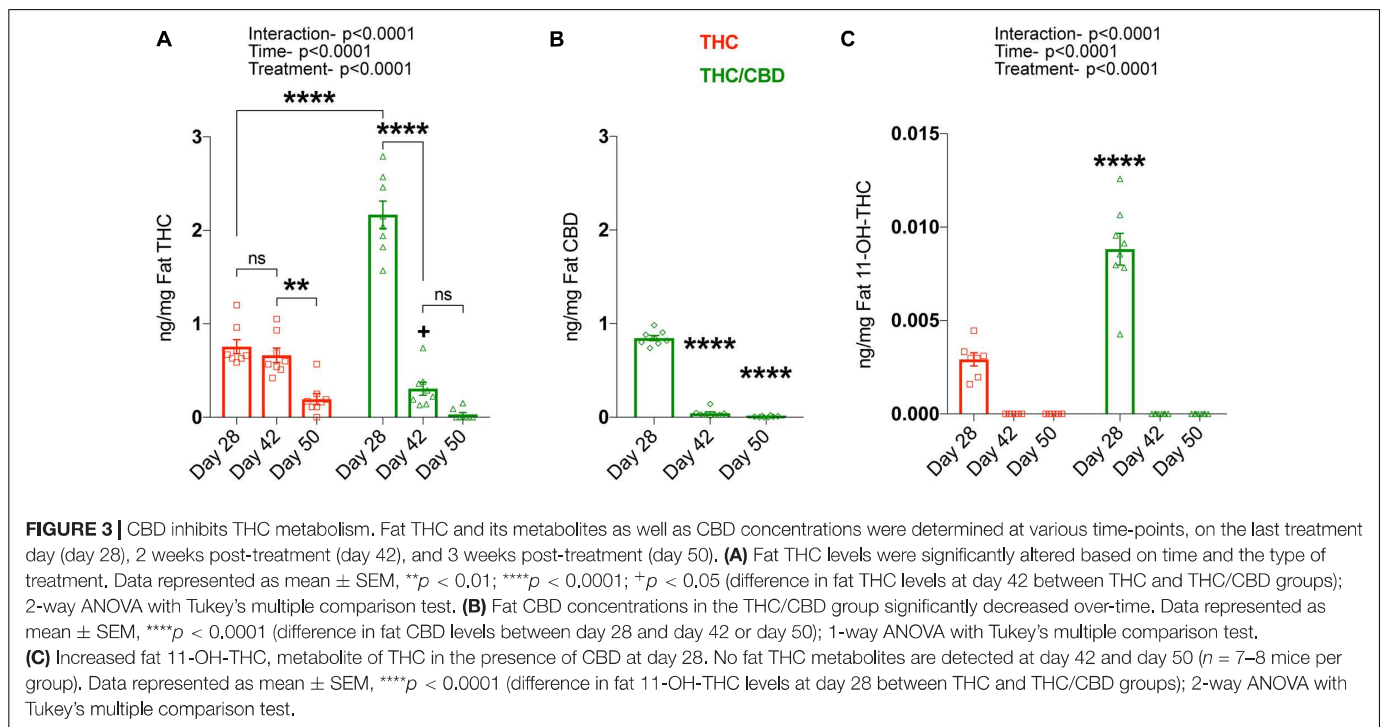 A
Interaction- p<0.0001
Time- p<0.0001
Treatment- p<0.0001
****
****
ns
**
+
ns
ng/mg Fat THC
3
2
1
0
Day 28
Day 42
Day 50
Day 28
Day 42
Day 50
B
THC
THC/CBD
ng/mg Fat CBD
3
2
1
0
****
****
Day 28
Day 42
Day 50
C
Interaction- p<0.0001
Time- p<0.0001
Treatment- p<0.0001
ng/mg Fat 11-OH-THC
0.015
0.010
0.005
0.000
****
Day 28
Day 42
Day 50
Day 28
Day 42
Day 50
FIGURE 3 | CBD inhibits THC metabolism. Fat THC and its metabolites as well as CBD concentrations were determined at various time-points, on the last treatment
day (day 28), 2 weeks post-treatment (day 42), and 3 weeks post-treatment (day 50). (A) Fat THC levels were significantly altered based on time and the type of
treatment. Data represented as mean ± SEM, **p < 0.01; ****p < 0.0001; +p < 0.05 (difference in fat THC levels at day 42 between THC and THC/CBD groups);
2-way ANOVA with Tukey's multiple comparison test. (B) Fat CBD concentrations in the THC/CBD group significantly decreased over-time. Data represented as
mean ± SEM, ****p < 0.0001 (difference in fat CBD levels between day 28 and day 42 or day 50); 1-way ANOVA with Tukey's multiple comparison test.
(C) Increased fat 11-OH-THC, metabolite of THC in the presence of CBD at day 28. No fat THC metabolites are detected at day 42 and day 50 (n = 7–8 mice per
group). Data represented as mean ± SEM, ****p < 0.0001 (difference in fat 11-OH-THC levels at day 28 between THC and THC/CBD groups); 2-way ANOVA with
Tukey's multiple comparison test.